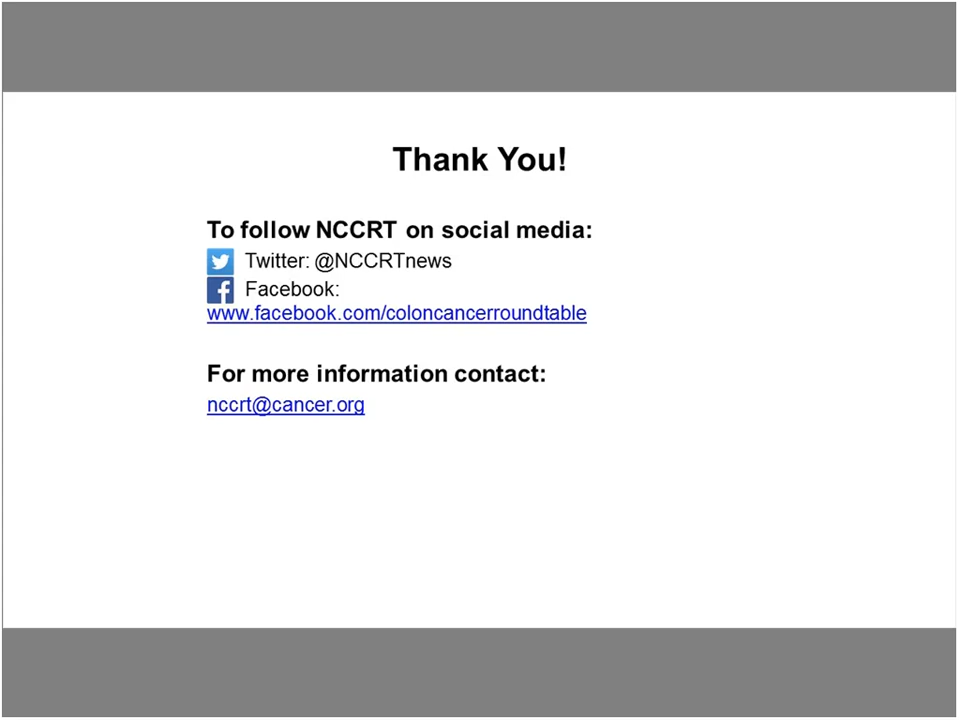 Thank You!
To follow NCCRT on social media:
Twitter: @NCCRTnews
Facebook:
www.facebook.com/coloncancerroundtable
For more information contact:
nccrt@cancer.org